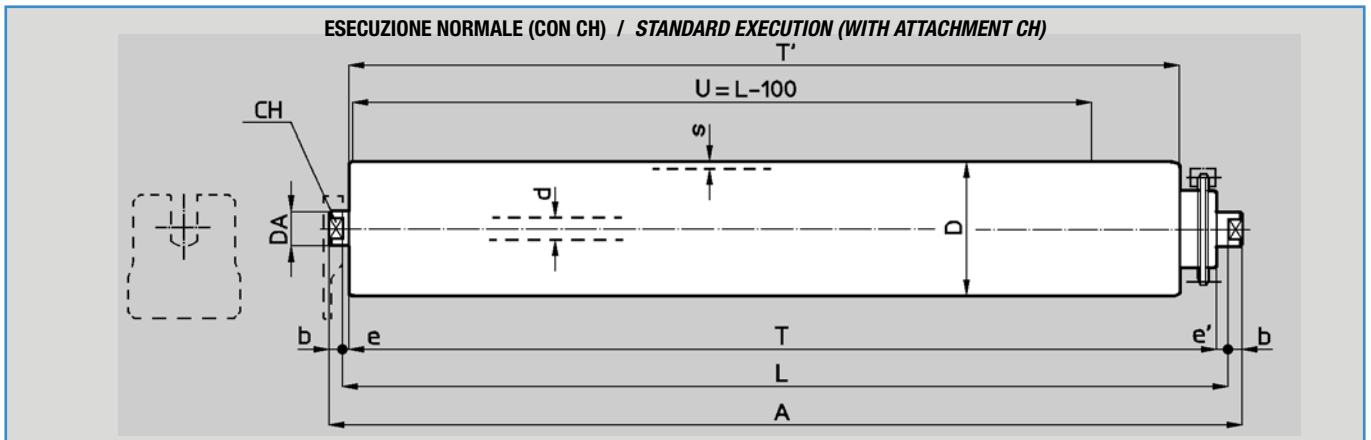 ESECUZIONE NORMALE (CON CH) / STANDARD EXECUTION (WITH ATTACHMENT CH)
T'
U = L-100
CH
s
d
DA
D
b e T e' b
L
A